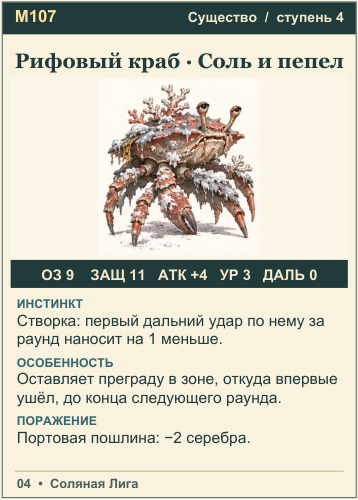 M107
Существо / ступень 4
Рифовый краб · Соль и пепел
ОЗ 9 ЗАЩ 11 АТК +4 УР 3 ДАЛЬ 0
ИНСТИНКТ
Створка: первый дальний удар по нему за
раунд наносит на 1 меньше.
ОСОБЕННОСТЬ
Оставляет преграду в зоне, откуда впервые
ушёл, до конца следующего раунда.
ПОРАЖЕНИЕ
Портовая пошлина: −2 серебра.
04 • Соляная Лига